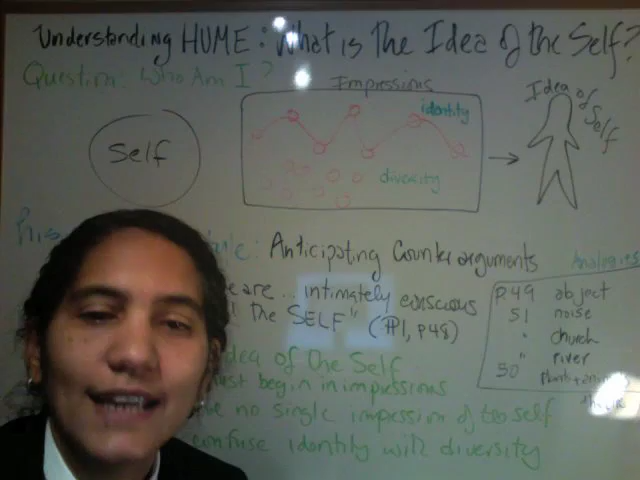 Understanding HUME: What is the Idea of the Self?
Question: Who Am I?
Impressions
Idea of Self
Self
identity
diversity
His
Anticipating Counterarguments
Analogies
are... intimately conscious
the SELF" (¶1, p48)
P.49 object
51 noise
" church
" river
50
Idea of the Self
must begin in impressions
no single impression of the self
confuse identity with diversity